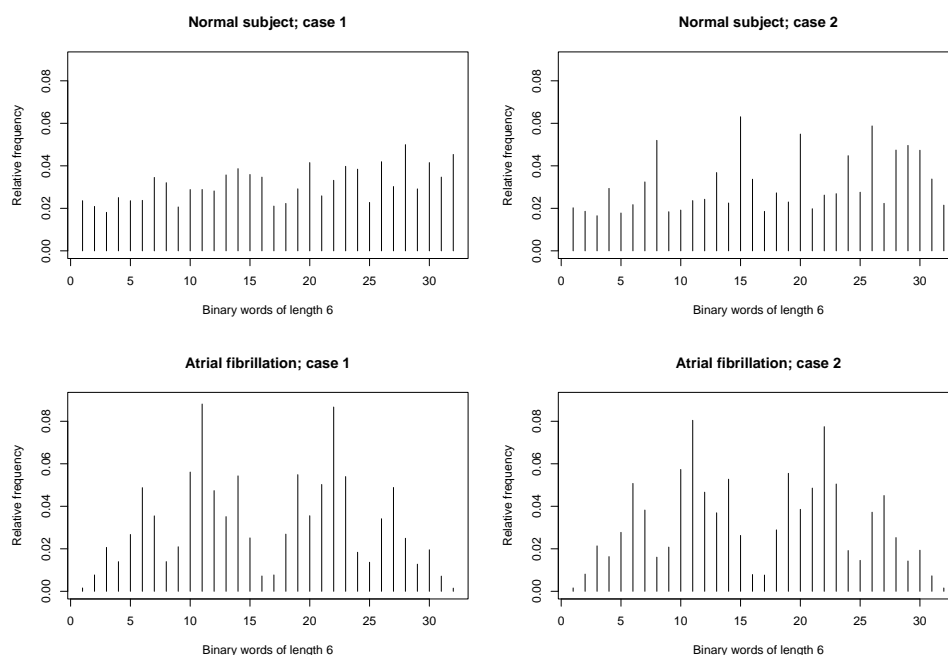 Normal subject; case 1
Relative frequency
0.00 0.02 0.04 0.06 0.08
0 5 10 15 20 25 30
Binary words of length 6
Normal subject; case 2
Relative frequency
0.00 0.02 0.04 0.06 0.08
0 5 10 15 20 25 30
Binary words of length 6
Atrial fibrillation; case 1
Relative frequency
0.00 0.02 0.04 0.06 0.08
0 5 10 15 20 25 30
Binary words of length 6
Atrial fibrillation; case 2
Relative frequency
0.00 0.02 0.04 0.06 0.08
0 5 10 15 20 25 30
Binary words of length 6